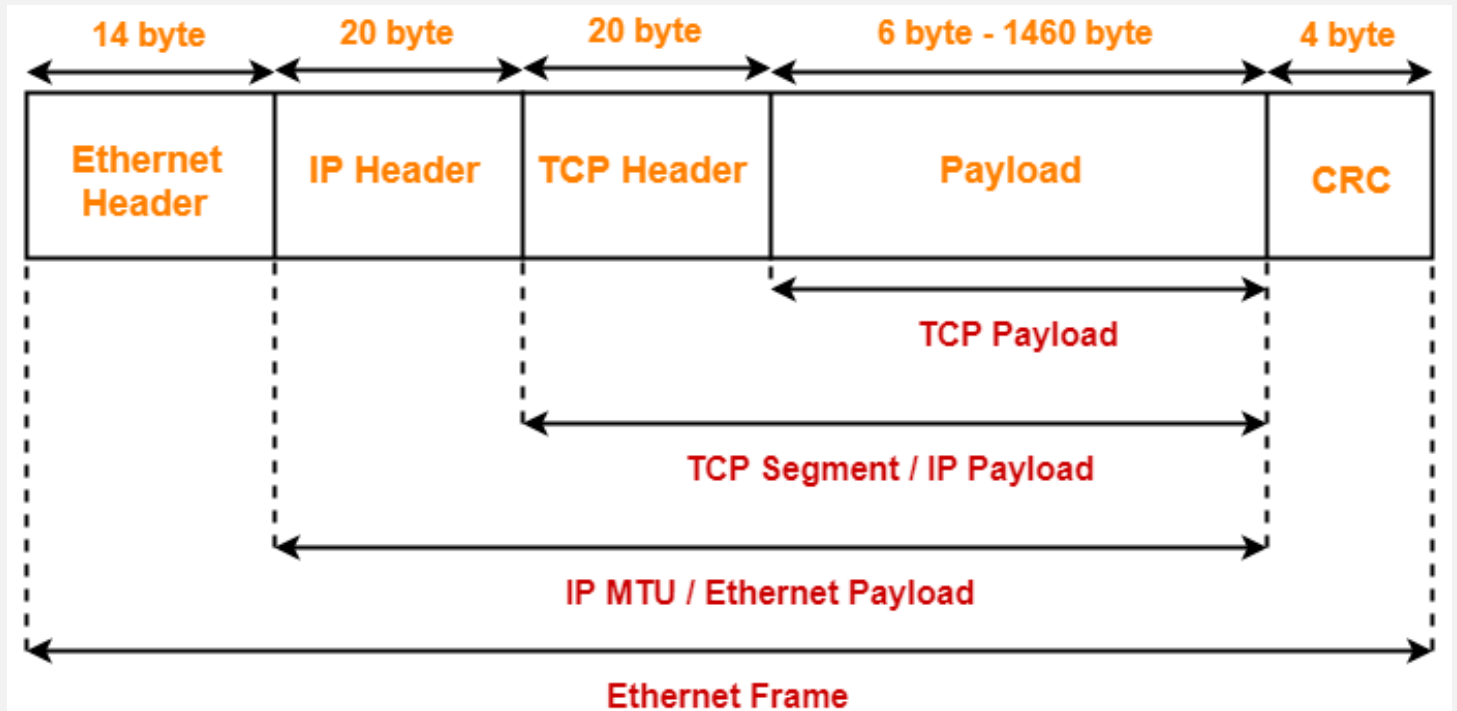 14 byte
20 byte
20 byte
6 byte - 1460 byte
4 byte
Ethernet
Header
IP Header
TCP Header
Payload
CRC
TCP Payload
TCP Segment / IP Payload
IP MTU / Ethernet Payload
Ethernet Frame